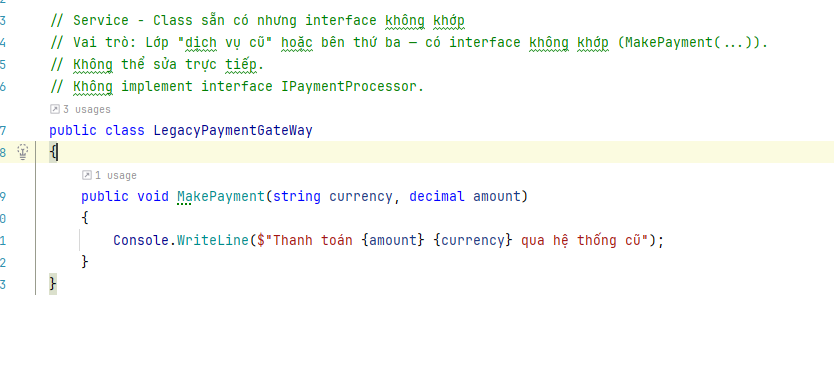 3 // Service - Class sẵn có nhưng interface không khớp
4 // Vai trò: Lớp "dịch vụ cũ" hoặc bên thứ ba — có interface không khớp (MakePayment(...)).
5 // Không thể sửa trực tiếp.
6 // Không implement interface IPaymentProcessor.
3 usages
7 public class LegacyPaymentGateWay
8 {
1 usage
9 public void MakePayment(string currency, decimal amount)
0 {
1 Console.WriteLine($"Thanh toán {amount} {currency} qua hệ thống cũ");
2 }
3 }